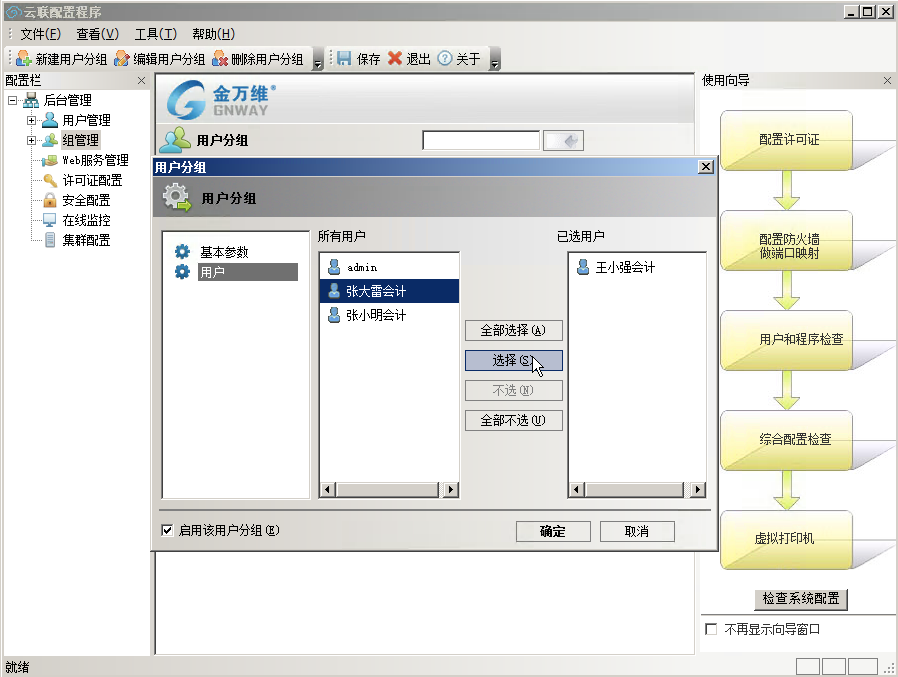 云联配置程序
文件(F) 查看(V) 工具(T) 帮助(H)
新建用户分组 编辑用户分组 删除用户分组 保存 退出 关于
配置栏
后台管理
用户管理
组管理
Web服务管理
许可证配置
安全配置
在线监控
集群配置
金万维®
GNWAY
用户分组
用户分组
用户分组
基本参数
用户
所有用户
admin
张大雷会计
张小明会计
全部选择(A)
选择(S)
不选(N)
全部不选(U)
已选用户
王小强会计
启用该用户分组(E)
确定
取消
使用向导
配置许可证
配置防火墙
做端口映射
用户和程序检查
综合配置检查
虚拟打印机
检查系统配置
不再显示向导窗口
就绪